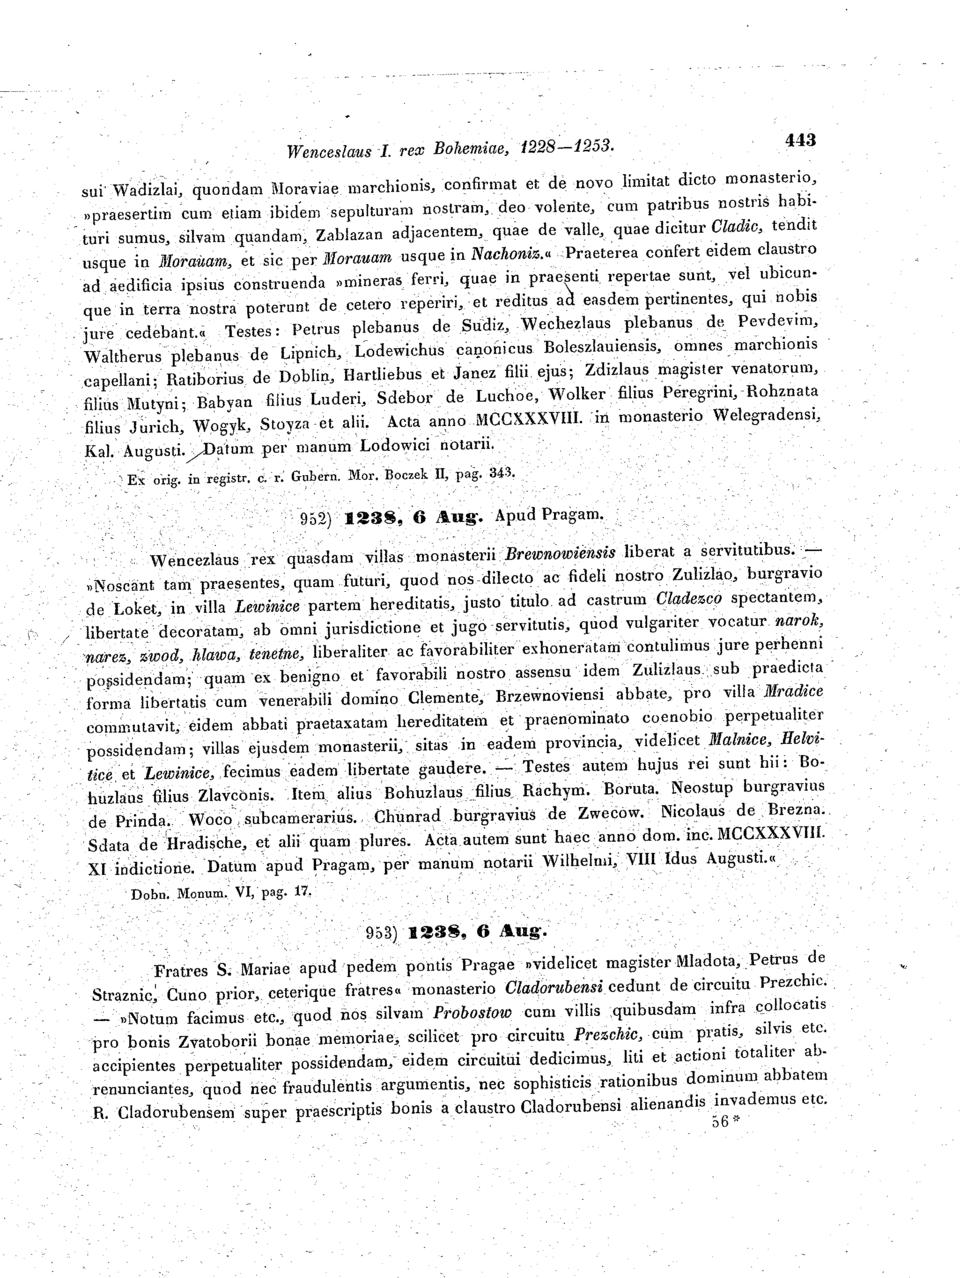 Wenceslaus I. rex Bohemiae, 1228—1253. 443
sui Wadizlai, quondam Moraviae marchionis, confirmat et de novo limitat dicto monasterio,
»praesertim cum etiam ibidem sepulturam nostram, deo volente, cum patribus nostris habi-
turi sumus, silvam quandam, Zablazan adjacentem, quae de valle, quae dicitur Cladic, tendit
usque in Morauam, et sic per Morauam usque in Nachoniz.« Praeterea confert eidem claustro
ad aedificia ipsius construenda »mineras ferri, quae in praesenti repertae sunt, vel ubicun-
que in terra nostra poterunt de cetero reperiri, et reditus ad easdem pertinentes, qui nobis
jure cedebant.« Testes: Petrus plebanus de Sudiz, Wechezlaus plebanus de Pevdevim,
Waltherus plebanus de Lipnich, Lodewichus canonicus Boleszlauiensis, omnes marchionis
capellani; Ratiborius de Doblin, Hartliebus et Janez filii ejus; Zdizlaus magister venatorum,
filius Mutyni; Babyan filius Luderi, Sdebor de Luchoe, Wolker filius Peregrini, Rohznata
filius Jurich, Wogyk, Stoyza et alii. Acta anno MCCXXXVIII. in monasterio Welegradensi,
Kal. Augusti. Datum per manum Lodowici notarii.
Ex orig. in registr. c. r. Gubern. Mor. Boczek II, pag. 343.
952) 1238, 6 Aug. Apud Pragam.
Wencezlaus rex quasdam villas monasterii Brewnowiensis liberat a servitutibus. —
»Noscant tam praesentes, quam futuri, quod nos dilecto ac fideli nostro Zulizlao, burgravio
de Loket, in villa Lewinice partem hereditatis, justo titulo ad castrum Cladezco spectantem,
libertate decoratam, ab omni jurisdictione et jugo servitutis, quod vulgariter vocatur narok,
narez, zwod, hlawa, tenetne, liberaliter ac favorabiliter exhoneratam contulimus jure perhenni
possidendam; quam ex benigno et favorabili nostro assensu idem Zulizlaus sub praedicta
forma libertatis cum venerabili domino Clemente, Brzewnoviensi abbate, pro villa Mradice
commutavit, eidem abbati praetaxatam hereditatem et praenominato coenobio perpetualiter
possidendam; villas ejusdem monasterii, sitas in eadem provincia, videlicet Malnice, Helvi-
tice et Lewinice, fecimus eadem libertate gaudere. — Testes autem hujus rei sunt hii: Bo-
huzlaus filius Zlavconis. Item alius Bohuzlaus filius Rachym. Boruta. Neostup burgravius
de Prinda. Woco subcamerarius. Chunrad burgravius de Zwecow. Nicolaus de Brezna.
Sdata de Hradische, et alii quam plures. Acta autem sunt haec anno dom. inc. MCCXXXVIII.
XI indictione. Datum apud Pragam, per manum notarii Wilhelmi, VIII Idus Augusti.«
Dobn. Monum. VI, pag. 17.
953) 1238, 6 Aug.
Fratres S. Mariae apud pedem pontis Pragae »videlicet magister Mladota, Petrus de
Straznic, Cuno prior, ceterique fratres« monasterio Cladorubensi cedunt de circuitu Prezchic.
— »Notum facimus etc., quod nos silvam Probostow cum villis quibusdam infra collocatis
pro bonis Zvatoborii bonae memoriae, scilicet pro circuitu Prezchic, cum pratis, silvis etc.
accipientes perpetualiter possidendam, eidem circuitui dedicimus, liti et actioni totaliter ab-
renunciantes, quod nec fraudulentis argumentis, nec sophisticis rationibus dominum abbatem
R. Cladorubensem super praescriptis bonis a claustro Cladorubensi alienandis invademus etc.
56*